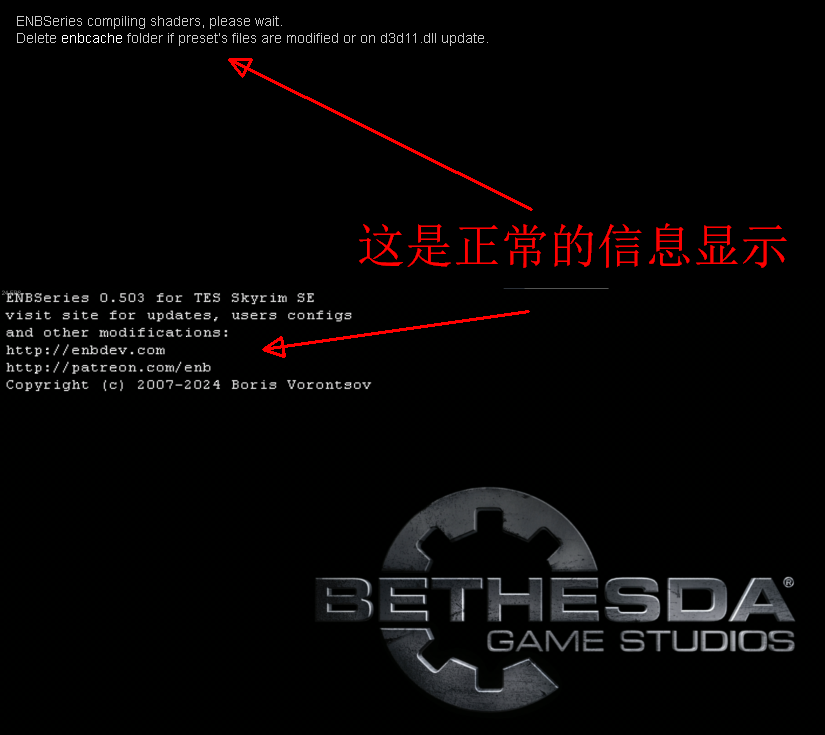 ENBSeries compiling shaders, please wait.
Delete enbcache folder if preset's files are modified or on d3d11.dll update.
这是正常的信息显示
ENBSeries 0.503 for TES Skyrim SE
visit site for updates, users configs
and other modifications:
http://enbdev.com
http://patreon.com/enb
Copyright (c) 2007-2024 Boris Vorontsov
BETHESDA®
GAME STUDIOS